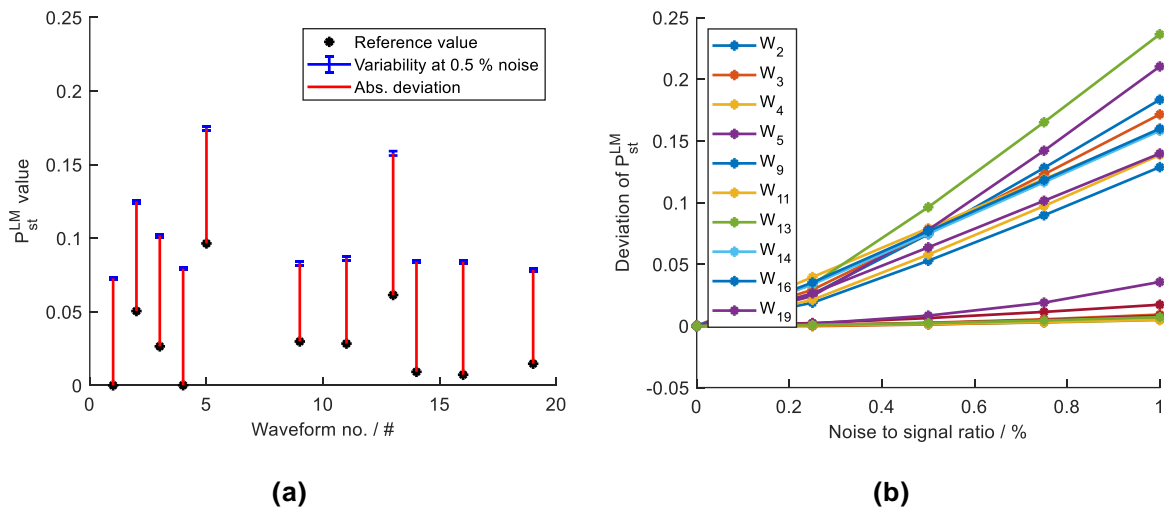 0.25
0.2
0.15
0.1
0.05
0
P_st^LM value
0 5 10 15 20
Waveform no. / #
Reference value
Variability at 0.5 % noise
Abs. deviation
(a)
0.25
0.2
0.15
0.1
0.05
0
-0.05
Deviation of P_st^LM
0 0.2 0.4 0.6 0.8 1
Noise to signal ratio / %
W_2
W_3
W_4
W_5
W_9
W_11
W_13
W_14
W_16
W_19
(b)